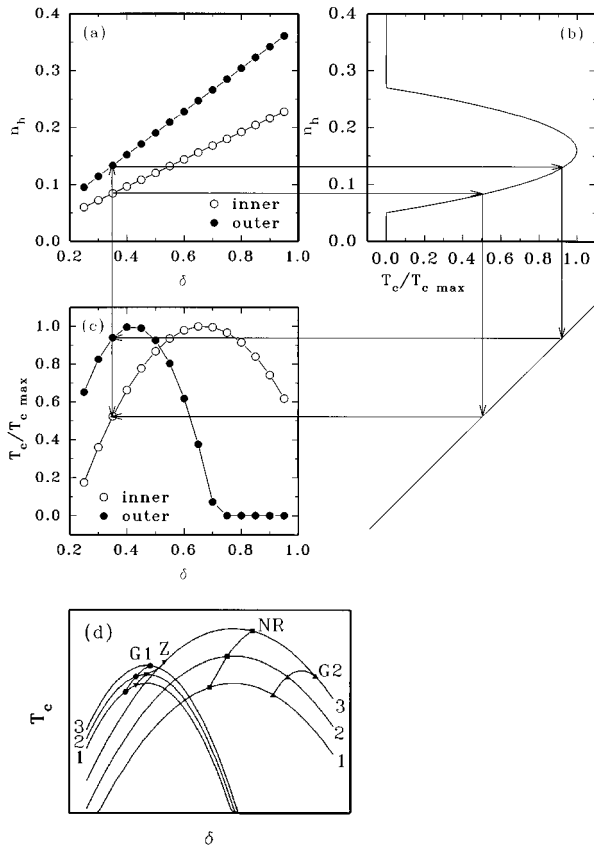 0.4
(a)
0.3
n_h
0.2
0.1
inner
outer
0.0
0.2 0.4 0.6 0.8 1.0
δ
0.4
(b)
0.3
n_h
0.2
0.1
0.0
0.0 0.2 0.4 0.6 0.8 1.0
T_c/T_c max
(c)
1.0
0.8
T_c/T_c max
0.6
0.4
0.2
inner
outer
0.0
0.2 0.4 0.6 0.8 1.0
δ
(d)
NR
G1 Z
G2
T_c
3
2
1
3
2
1
δ